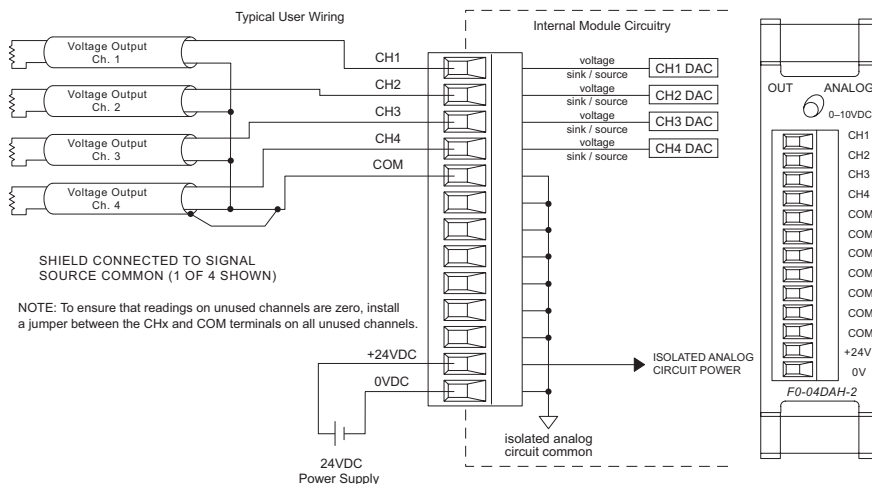 Typical User Wiring
Internal Module Circuitry
Voltage Output
Ch. 1
Voltage Output
Ch. 2
Voltage Output
Ch. 3
Voltage Output
Ch. 4
CH1
CH2
CH3
CH4
COM
voltage
sink / source
CH1 DAC
voltage
sink / source
CH2 DAC
voltage
sink / source
CH3 DAC
voltage
sink / source
CH4 DAC
SHIELD CONNECTED TO SIGNAL
SOURCE COMMON (1 OF 4 SHOWN)
NOTE: To ensure that readings on unused channels are zero, install
a jumper between the CHx and COM terminals on all unused channels.
+24VDC
0VDC
24VDC
Power Supply
ISOLATED ANALOG
CIRCUIT POWER
isolated analog
circuit common
OUT ANALOG
0–10VDC
CH1
CH2
CH3
CH4
COM
COM
COM
COM
COM
COM
COM
+24V
0V
F0-04DAH-2